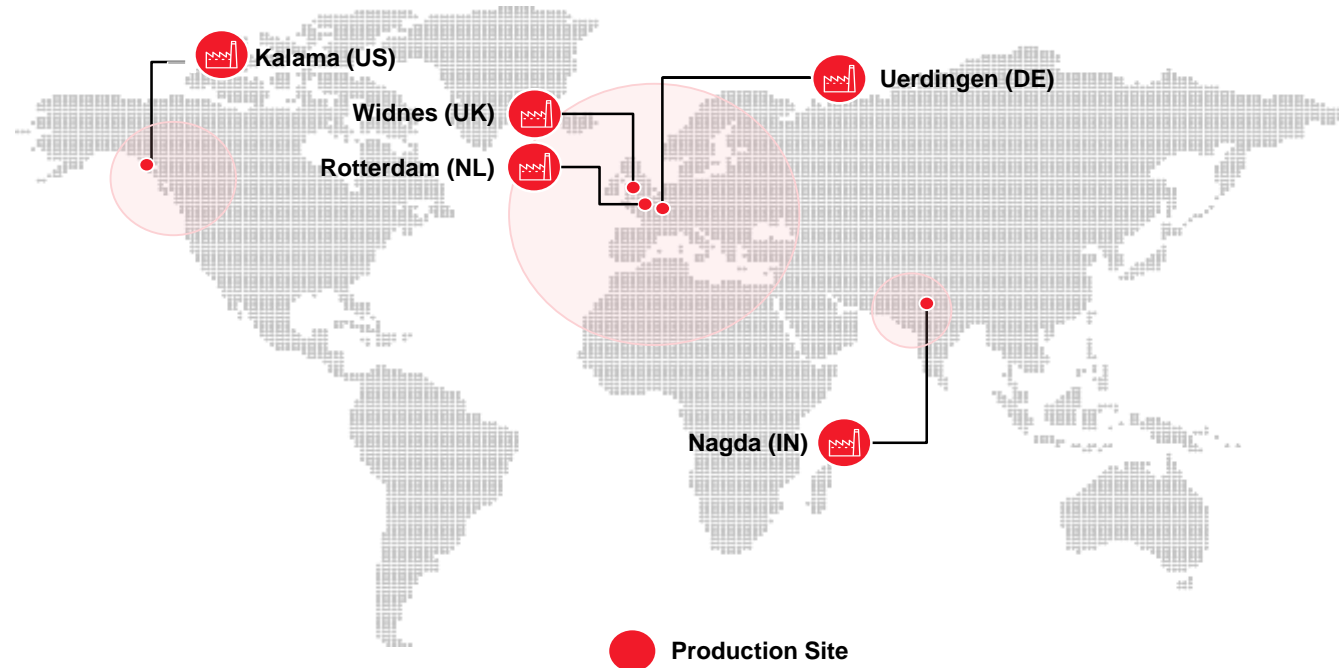 Kalama (US)
Uerdingen (DE)
Widnes (UK)
Rotterdam (NL)
Nagda (IN)
Production Site